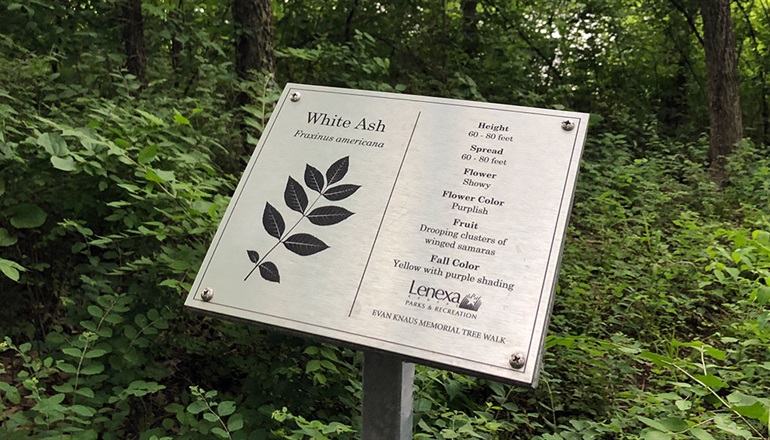 White Ash
Fraxinus americana
Height
60 - 80 feet
Spread
60 - 80 feet
Flower
Showy
Flower Color
Purplish
Fruit
Drooping clusters of
winged samaras
Fall Color
Yellow with purple shading
Lenexa
PARKS & RECREATION
EVAN KNAUS MEMORIAL TREE WALK